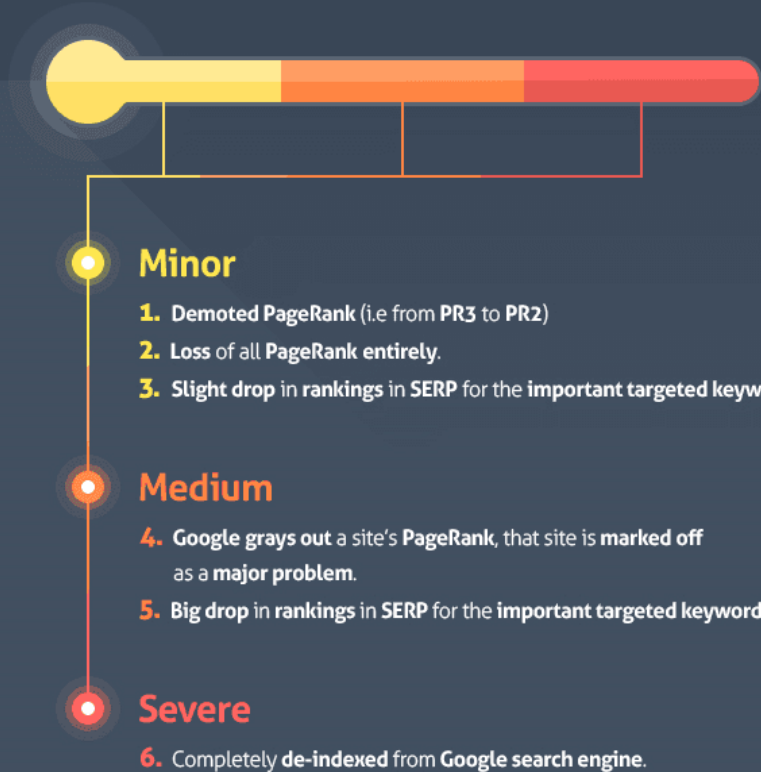 Minor
1. Demoted PageRank (i.e from PR3 to PR2)
2. Loss of all PageRank entirely.
3. Slight drop in rankings in SERP for the important targeted keyw
Medium
4. Google grays out a site's PageRank, that site is marked off
as a major problem.
5. Big drop in rankings in SERP for the important targeted keyword
Severe
6. Completely de-indexed from Google search engine.